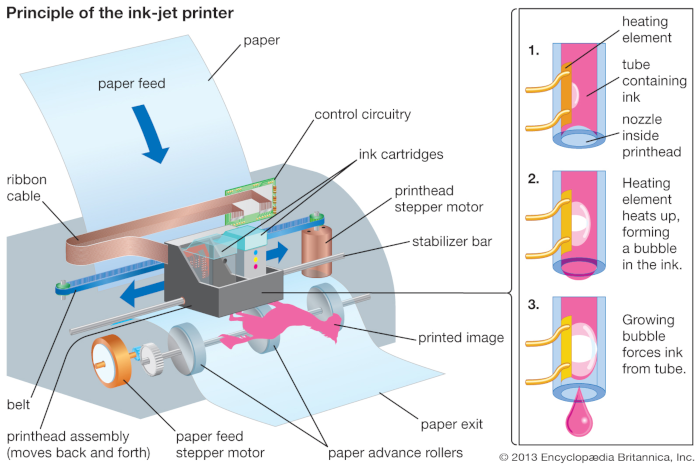 Principle of the ink-jet printer
paper
paper feed
control circuitry
ink cartridges
ribbon
cable
printhead
stepper motor
stabilizer bar
printed image
belt
printhead assembly
(moves back and forth)
paper feed
stepper motor
paper advance rollers
paper exit
1.
heating
element
tube
containing
ink
nozzle
inside
printhead
2.
Heating
element
heats up,
forming
a bubble
in the ink.
3.
Growing
bubble
forces ink
from tube.
© 2013 Encyclopædia Britannica, Inc.